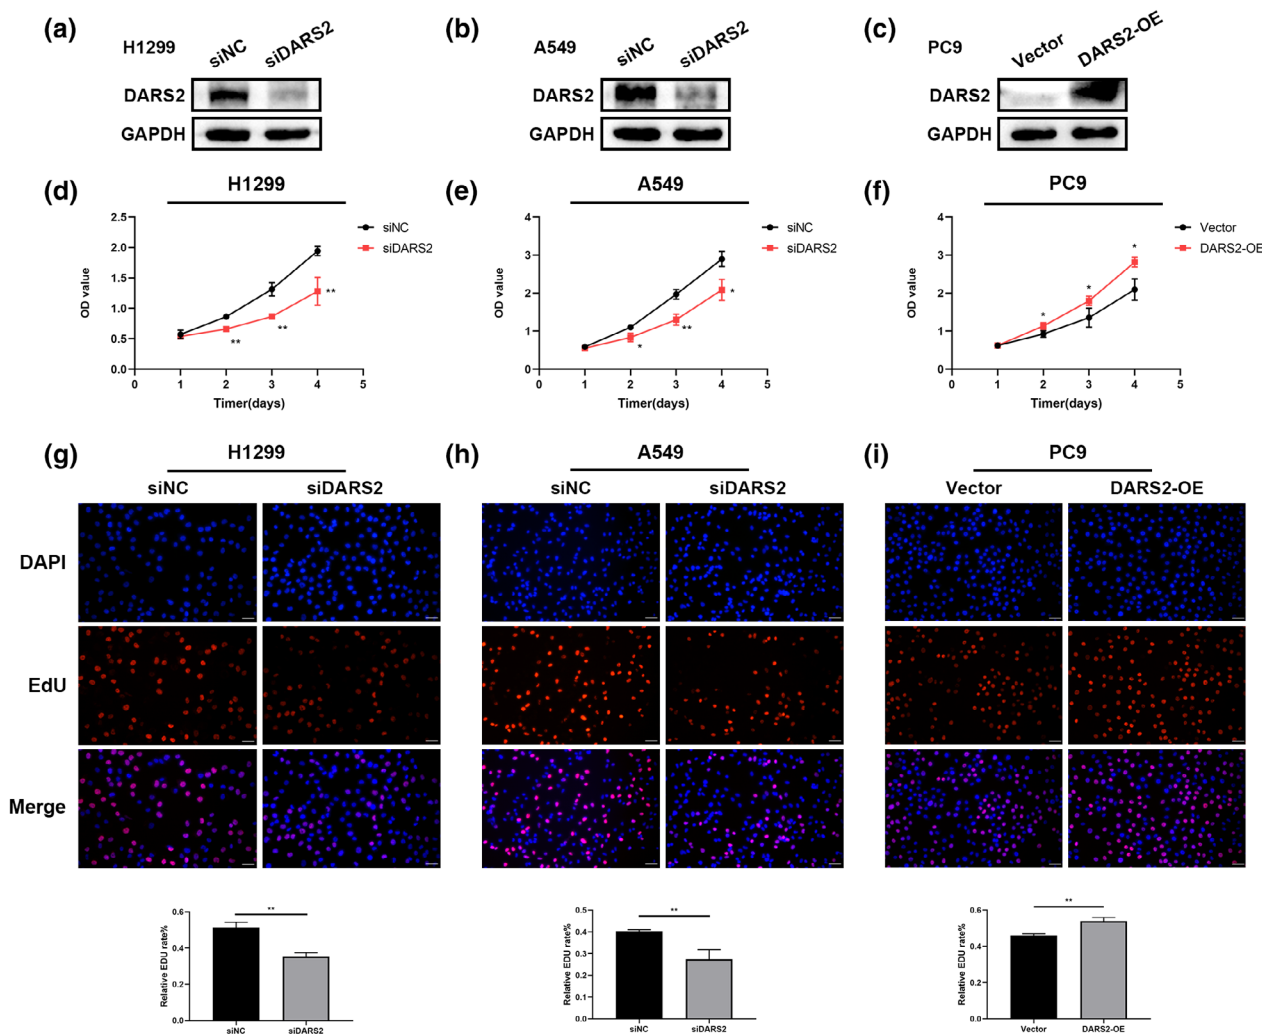 (a) (b) (c)
H1299 siNC siDARS2 A549 siNC siDARS2 PC9 Vector DARS2-OE
DARS2 DARS2 DARS2
GAPDH GAPDH GAPDH
(d) H1299 (e) A549 (f) PC9
2.5
2.0
1.5
1.0
0.5
0.0
OD value
0 1 2 3 4 5
Timer(days)
siNC
siDARS2
** ** **
4
3
2
1
0
OD value
0 1 2 3 4 5
Timer(days)
siNC
siDARS2
* ** *
4
3
2
1
0
OD value
0 1 2 3 4 5
Timer(days)
Vector
DARS2-OE
* * *
(g) H1299 (h) A549 (i) PC9
siNC siDARS2 siNC siDARS2 Vector DARS2-OE
DAPI
EdU
Merge
Relative EDU rate%
0.6
0.4
0.2
0.0
**
siNC siDARS2
Relative EDU rate%
0.5
0.4
0.3
0.2
0.1
0.0
**
siNC siDARS2
Relative EDU rate%
0.6
0.4
0.2
0.0
**
Vector DARS2-OE